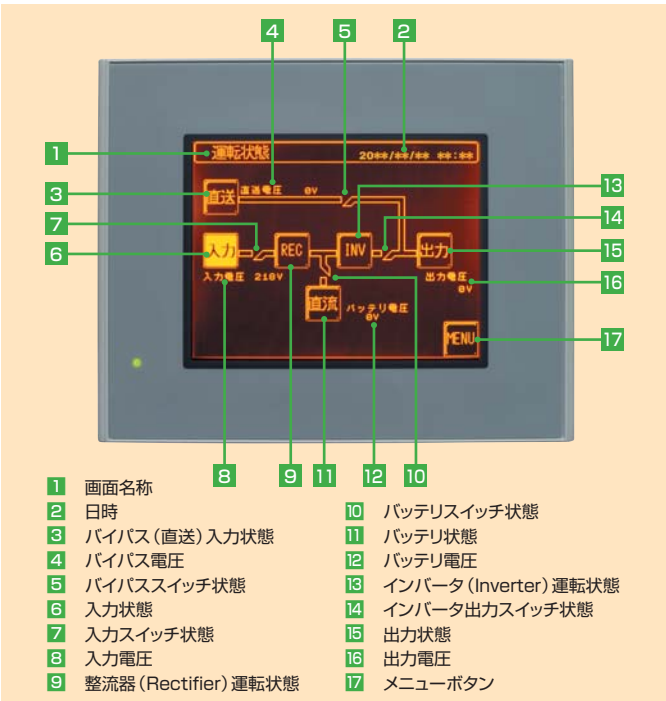 4 5 2
1 運転状態 20**/**/** **:**
3 直送 直送電圧 0V 13
14
7
6 入力 REC INV 出力 15
入力電圧 218V 出力電圧 16
0V
直流 バッテリ電圧
0V
MENU 17
8 9 11 12 10
1 画面名称
2 日時
3 バイパス(直送)入力状態
4 バイパス電圧
5 バイパススイッチ状態
6 入力状態
7 入力スイッチ状態
8 入力電圧
9 整流器(Rectifier)運転状態
10 バッテリスイッチ状態
11 バッテリ状態
12 バッテリ電圧
13 インバータ(Inverter)運転状態
14 インバータ出力スイッチ状態
15 出力状態
16 出力電圧
17 メニューボタン